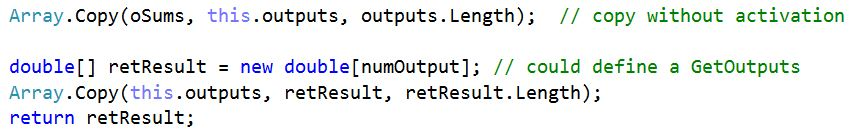 Array.Copy(oSums, this.outputs, outputs.Length);  // copy without activation
double[] retResult = new double[numOutput]; // could define a GetOutputs
Array.Copy(this.outputs, retResult, retResult.Length);
return retResult;